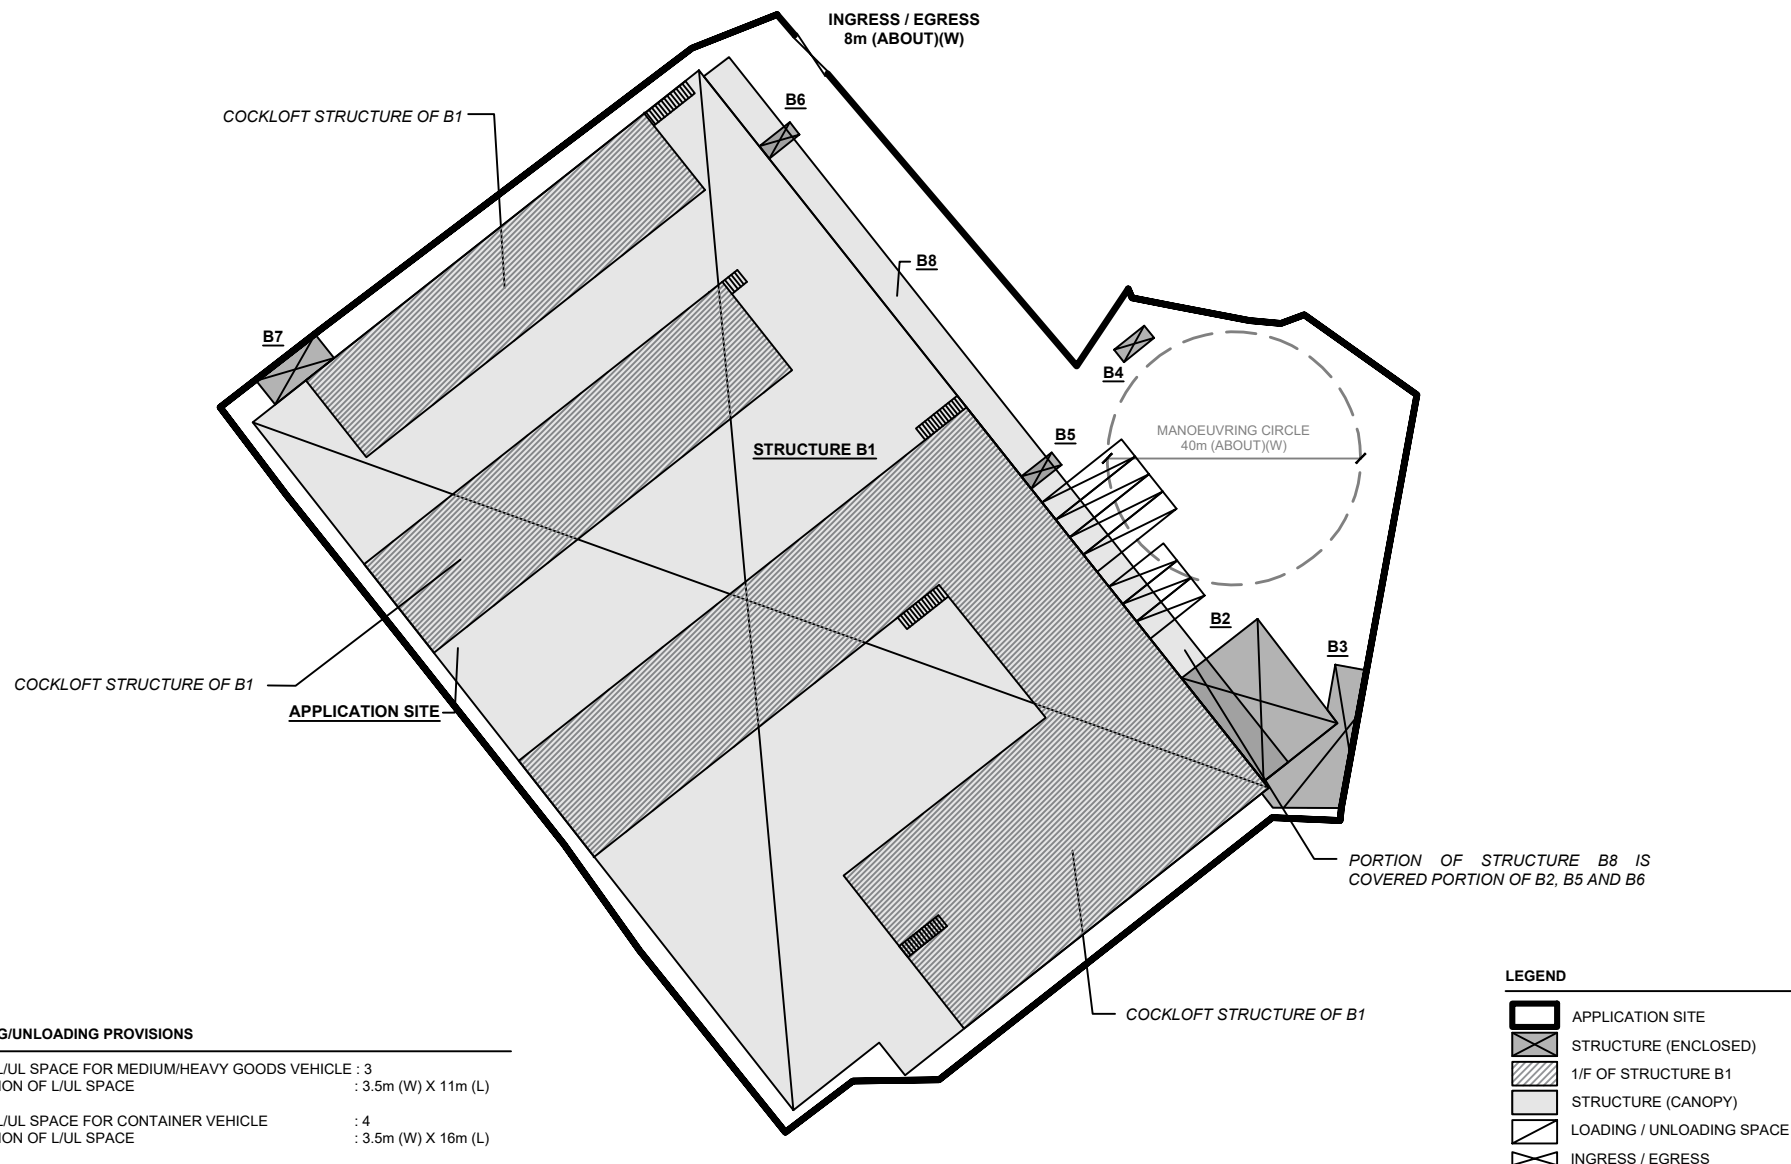 INGRESS / EGRESS
8m (ABOUT)(W)
COCKLOFT STRUCTURE OF B1
B6
B8
B7
B4
MANOEUVRING CIRCLE
40m (ABOUT)(W)
STRUCTURE B1
B5
B2
B3
COCKLOFT STRUCTURE OF B1
APPLICATION SITE
PORTION OF STRUCTURE B8 IS
COVERED PORTION OF B2, B5 AND B6
COCKLOFT STRUCTURE OF B1
G/UNLOADING PROVISIONS
L/UL SPACE FOR MEDIUM/HEAVY GOODS VEHICLE : 3
ION OF L/UL SPACE : 3.5m (W) X 11m (L)
L/UL SPACE FOR CONTAINER VEHICLE : 4
ION OF L/UL SPACE : 3.5m (W) X 16m (L)
LEGEND
APPLICATION SITE
STRUCTURE (ENCLOSED)
1/F OF STRUCTURE B1
STRUCTURE (CANOPY)
LOADING / UNLOADING SPACE
INGRESS / EGRESS